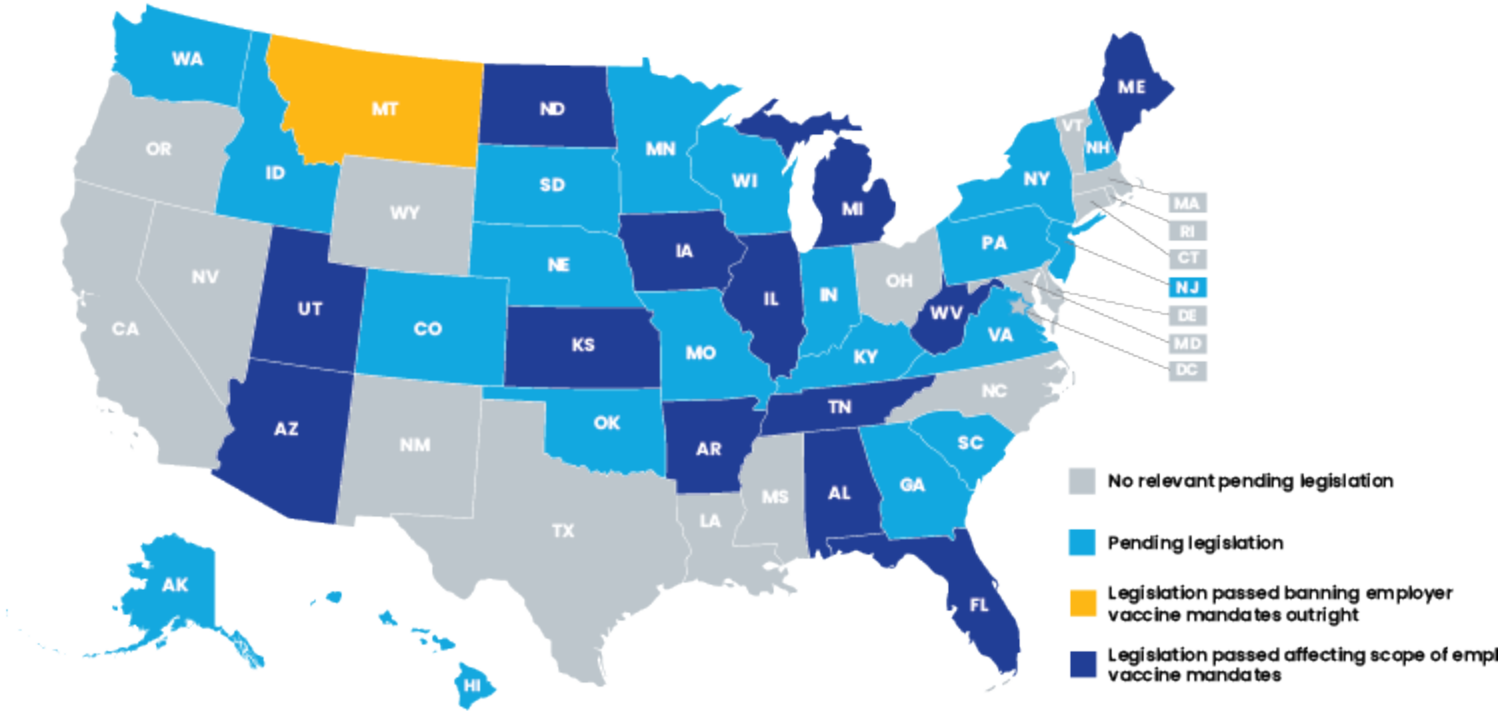 WA
MT
ND
ME
OR
ID
SD
MN
WI
VT
NH
NY
WY
MI
MA
RI
CT
NJ
DE
MD
DC
NV
NE
IA
PA
UT
CO
IL
IN
OH
WV
VA
CA
KS
MO
KY
AZ
NM
OK
AR
TN
NC
SC
TX
LA
MS
AL
GA
FL
AK
HI
No relevant pending legislation
Pending legislation
Legislation passed banning employer
vaccine mandates outright
Legislation passed affecting scope of empl
vaccine mandates